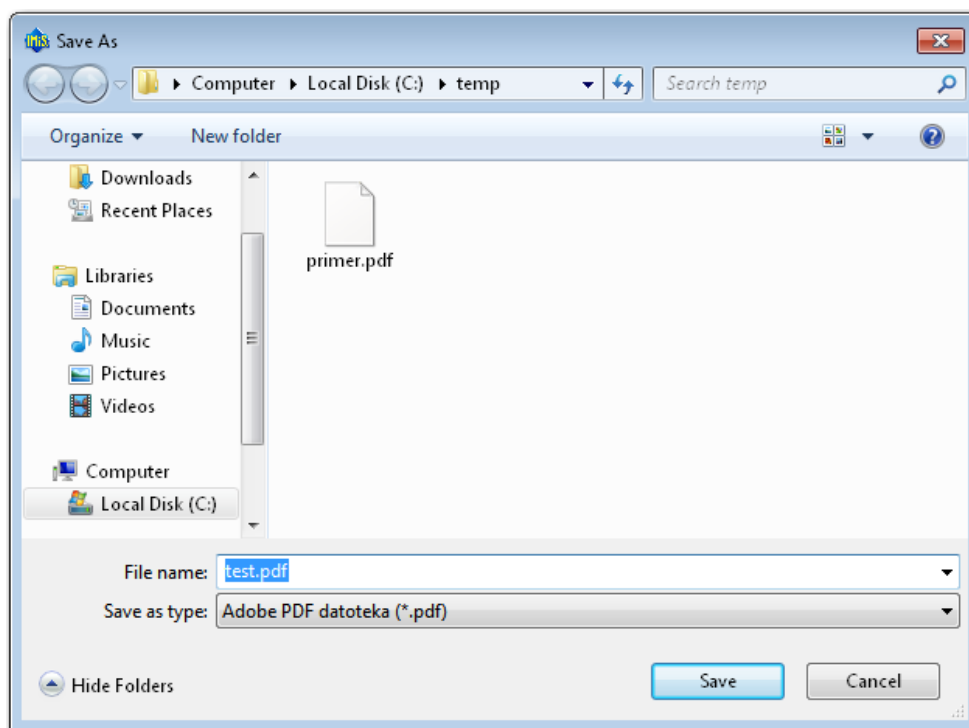 IMiS Save As
Computer Local Disk (C:) temp Search temp
Organize New folder
Downloads
Recent Places
primer.pdf
Libraries
Documents
Music
Pictures
Videos
Computer
Local Disk (C:)
File name: test.pdf
Save as type: Adobe PDF datoteka (*.pdf)
Hide Folders Save Cancel